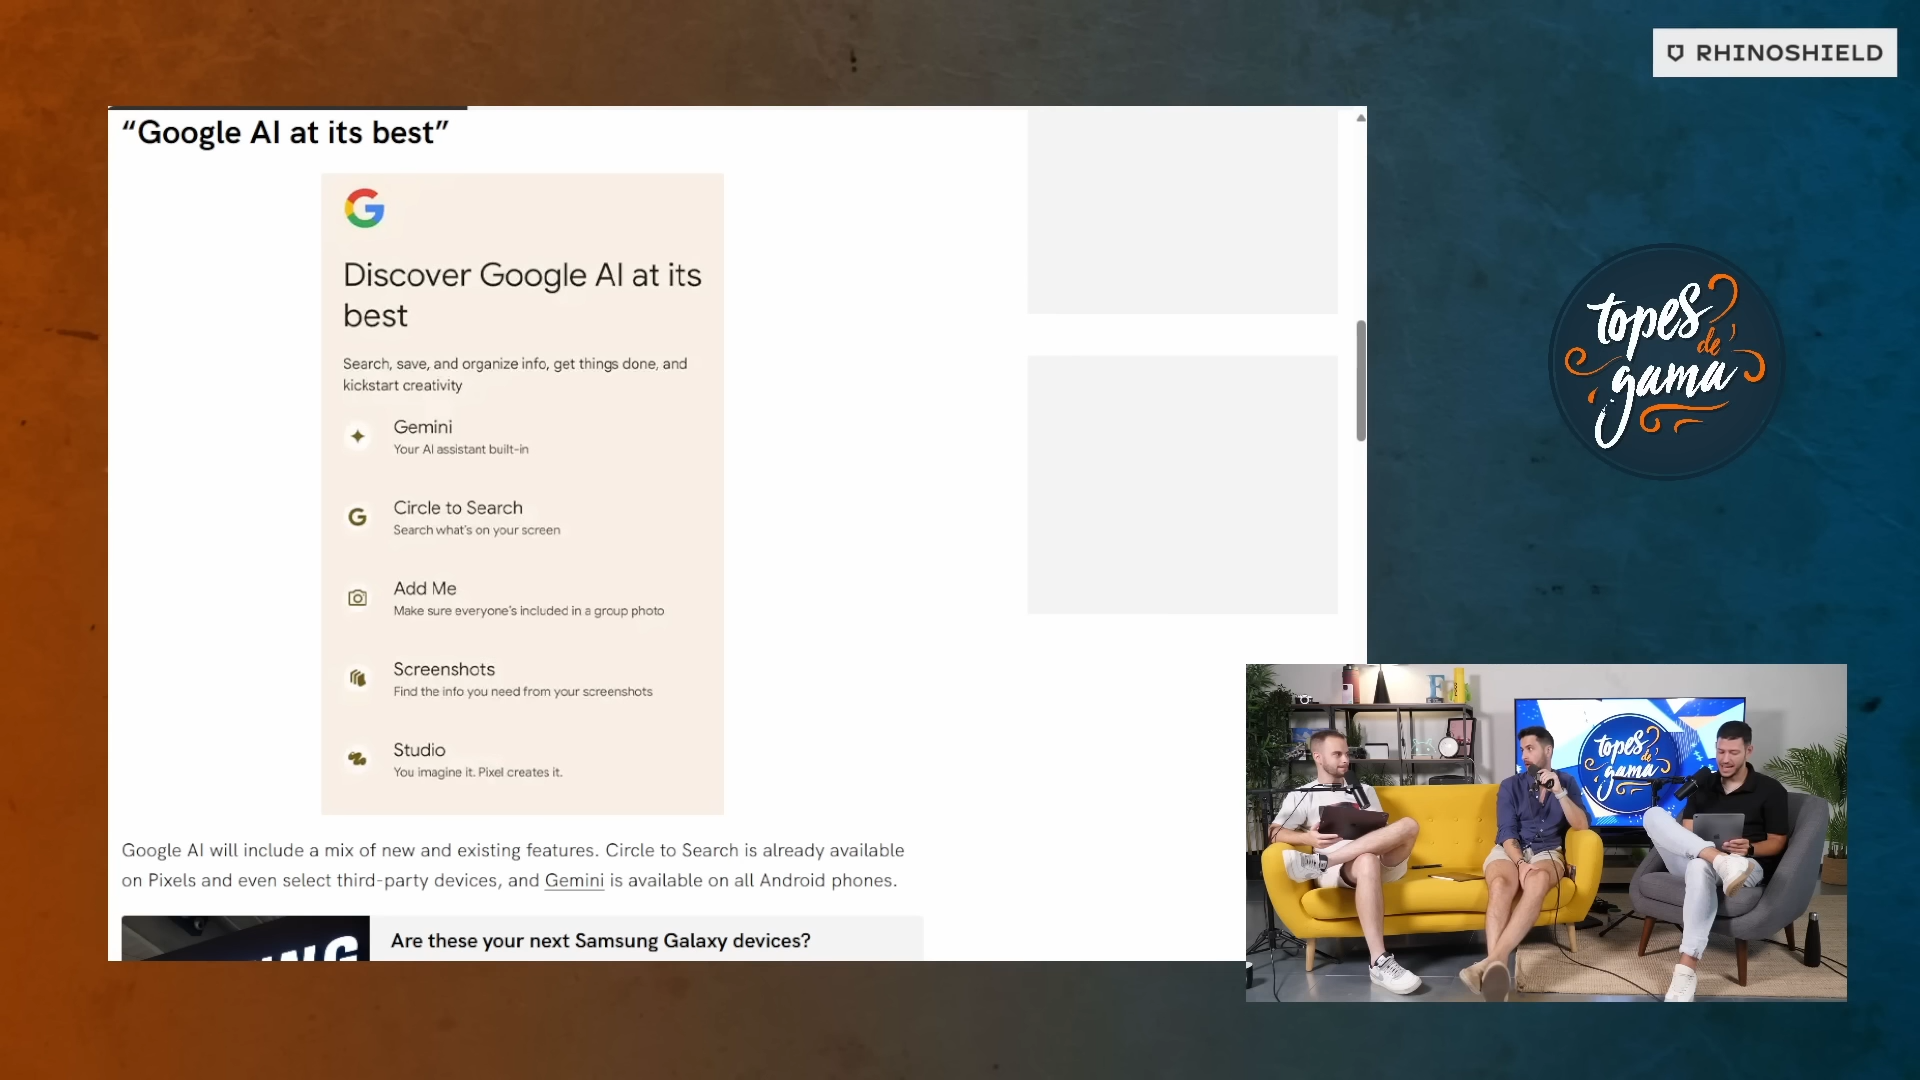 RHINOSHIELD
“Google AI at its best”
G
Discover Google AI at its
best
Search, save, and organize info, get things done, and
kickstart creativity
Gemini
Your AI assistant built-in
Circle to Search
Search what's on your screen
Add Me
Make sure everyone's included in a group photo
Screenshots
Find the info you need from your screenshots
Studio
You imagine it. Pixel creates it.
Google AI will include a mix of new and existing features. Circle to Search is already available
on Pixels and even select third-party devices, and Gemini is available on all Android phones.
Are these your next Samsung Galaxy devices?
topes
de
gama
topes
de
gama